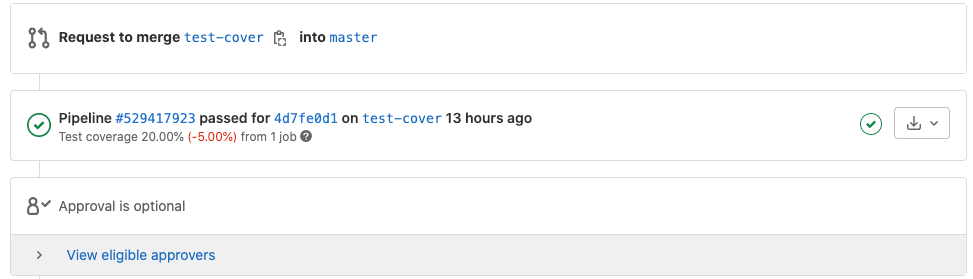 Request to merge test-cover into master
Pipeline #529417923 passed for 4d7fe0d1 on test-cover 13 hours ago
Test coverage 20.00% (-5.00%) from 1 job ?
Approval is optional
View eligible approvers